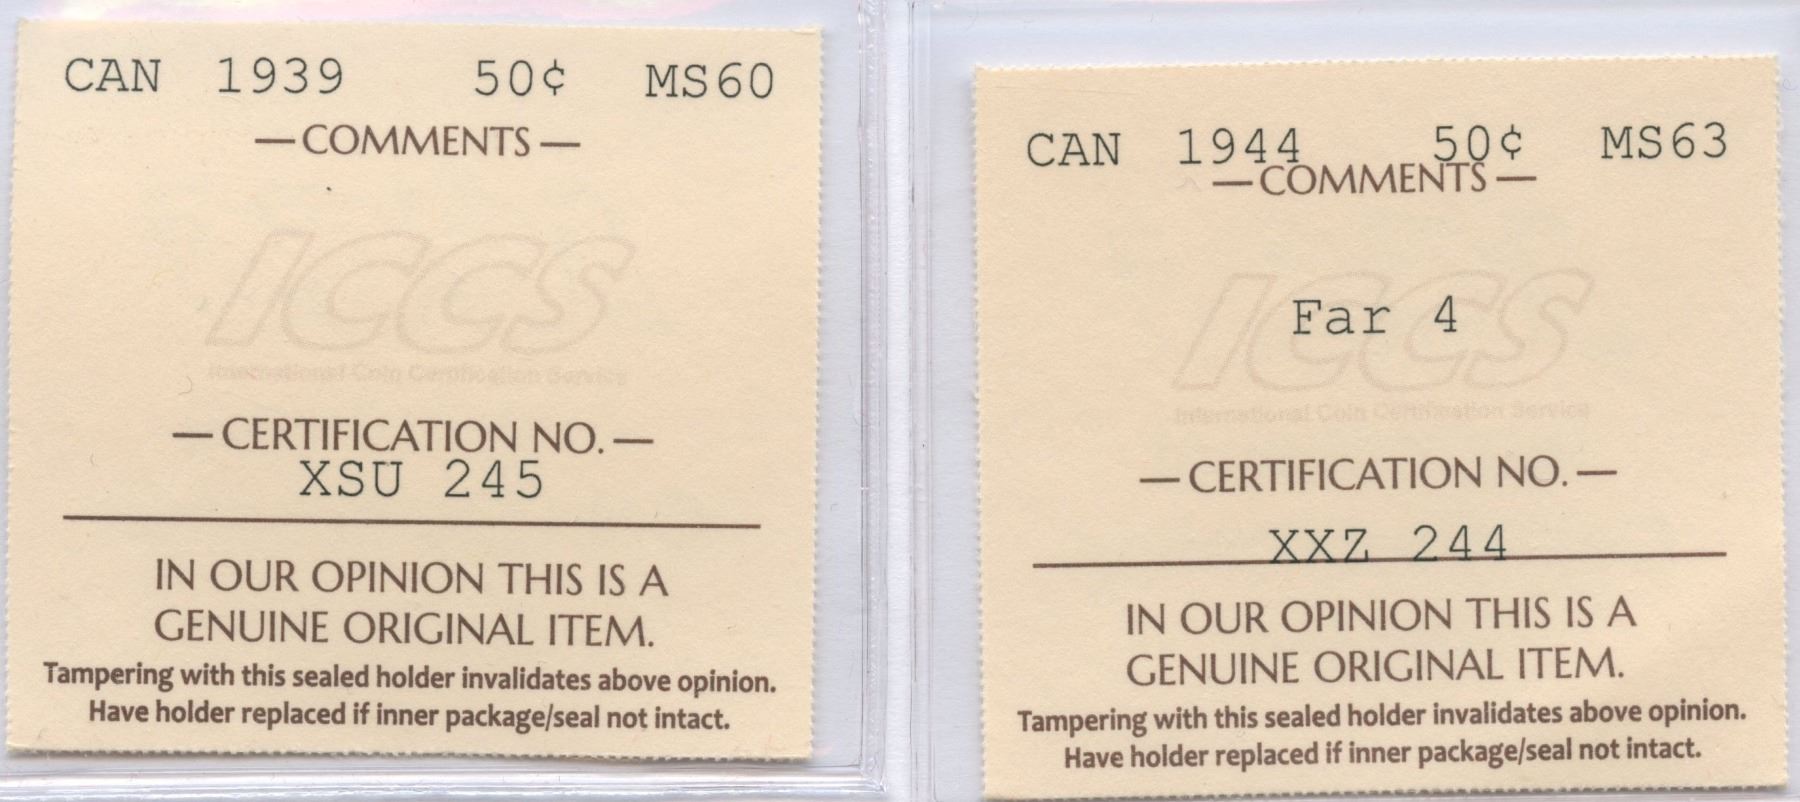 CAN 1939 50¢ MS60
— COMMENTS —
ICCS
International Coin Certification Service
— CERTIFICATION NO. —
XSU 245
IN OUR OPINION THIS IS A
GENUINE ORIGINAL ITEM.
Tampering with this sealed holder invalidates above opinion.
Have holder replaced if inner package/seal not intact.
CAN 1944 50¢ MS63
— COMMENTS —
Far 4
ICCS
International Coin Certification Service
— CERTIFICATION NO. —
XXZ 244
IN OUR OPINION THIS IS A
GENUINE ORIGINAL ITEM.
Tampering with this sealed holder invalidates above opinion.
Have holder replaced if inner package/seal not intact.